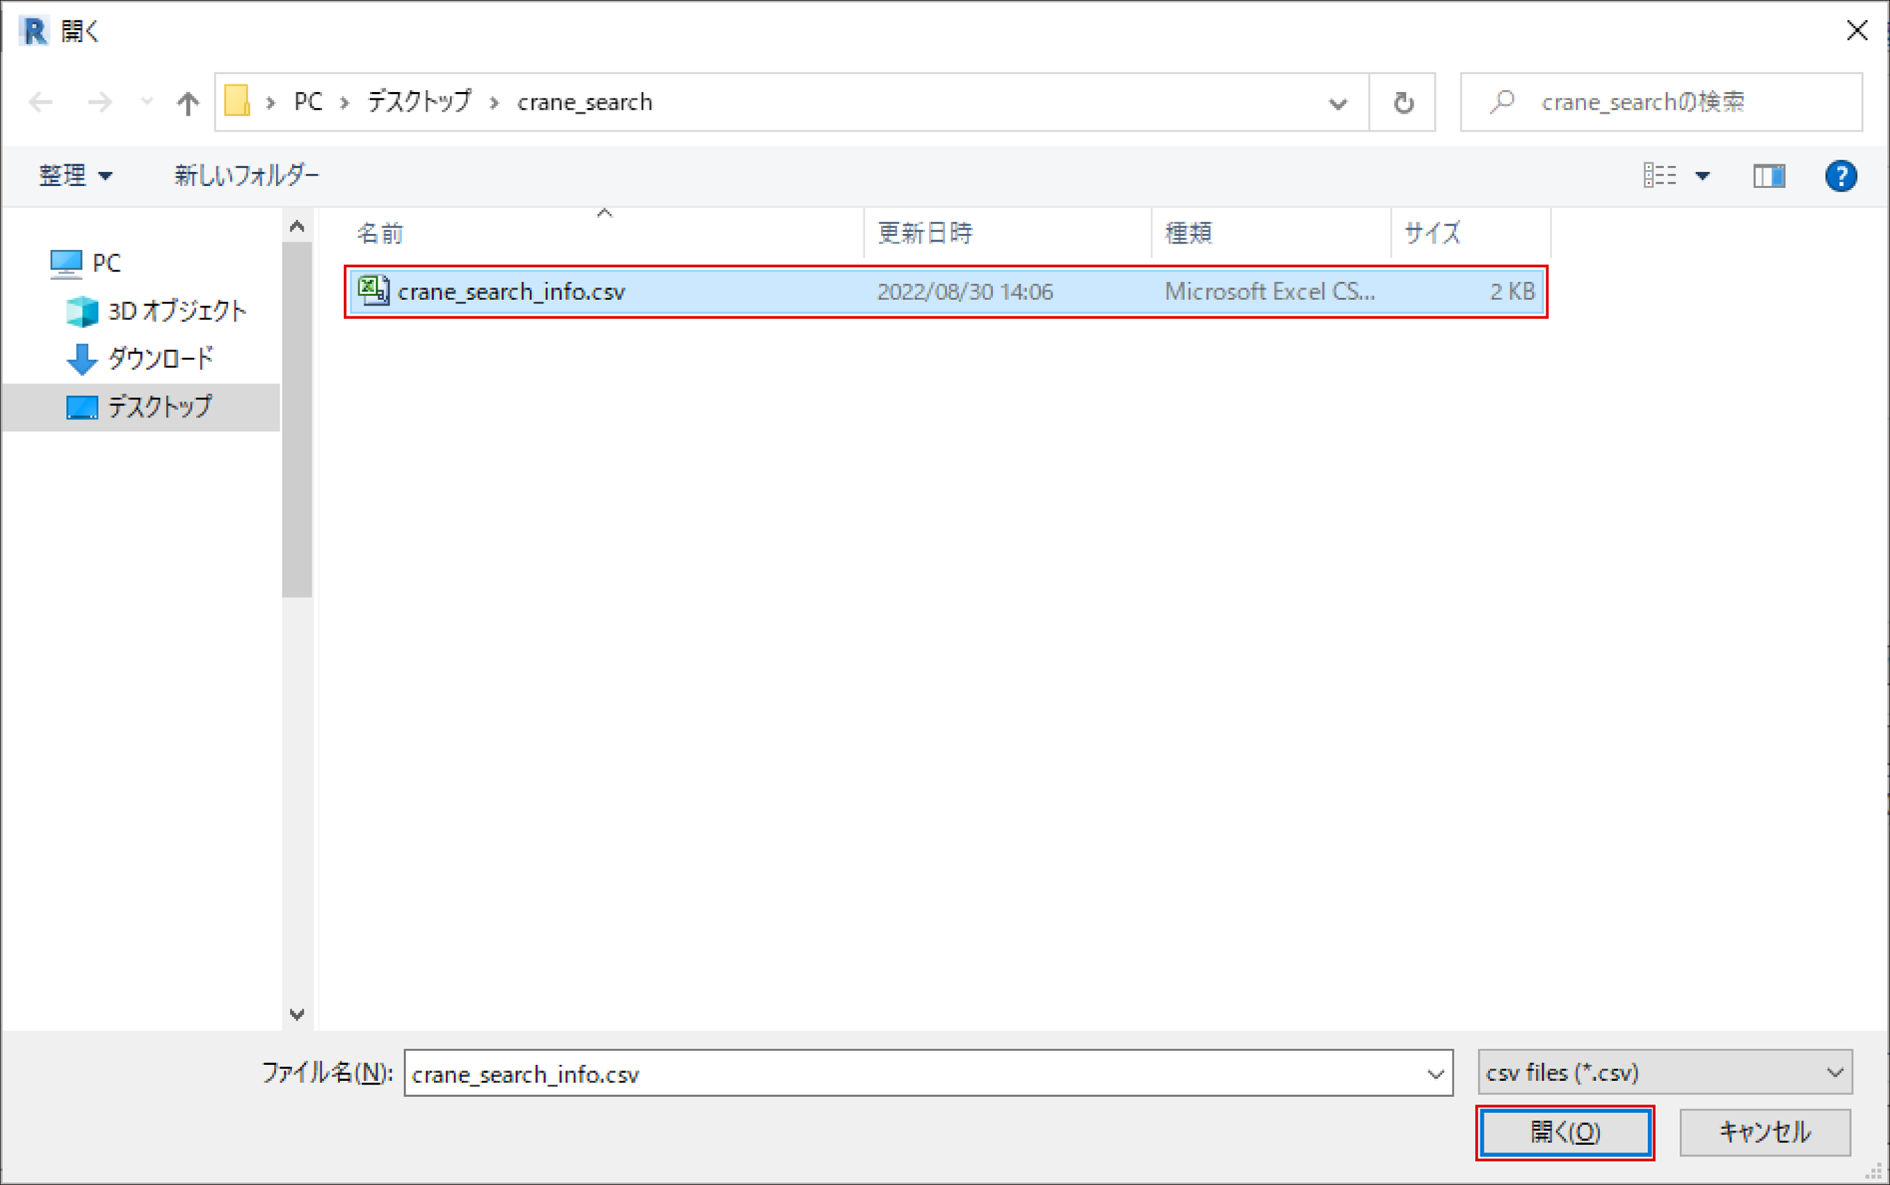 R 開く
PC デスクトップ crane_search
crane_searchの検索
整理 新しいフォルダー
?
名前 更新日時 種類 サイズ
PC
3D オブジェクト
ダウンロード
デスクトップ
crane_search_info.csv 2022/08/30 14:06 Microsoft Excel CS... 2 KB
ファイル名(N): crane_search_info.csv
csv files (*.csv)
開く(O) キャンセル